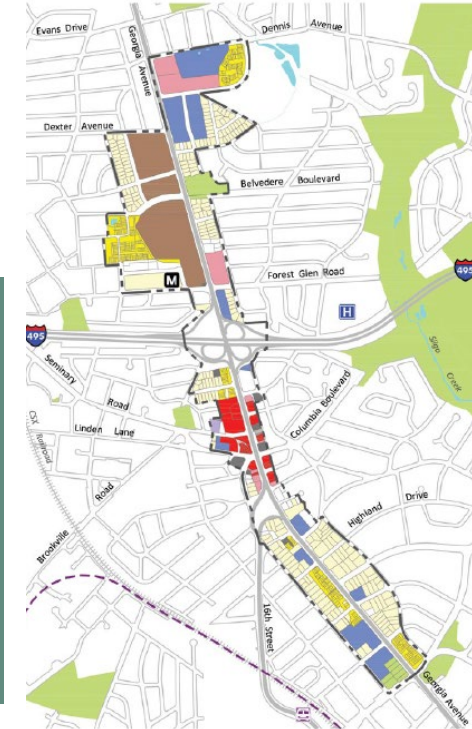 Evans Drive
Georgia
Avenue
Dennis Avenue
Dexter Avenue
Belvedere Boulevard
M
Forest Glen Road
495
H
495
Seminary
Road
Columbia Boulevard
Sligo
Creek
CSX
Railroad
Linden Lane
Brookville
Road
Highland Drive
16th Street
Georgia Avenue